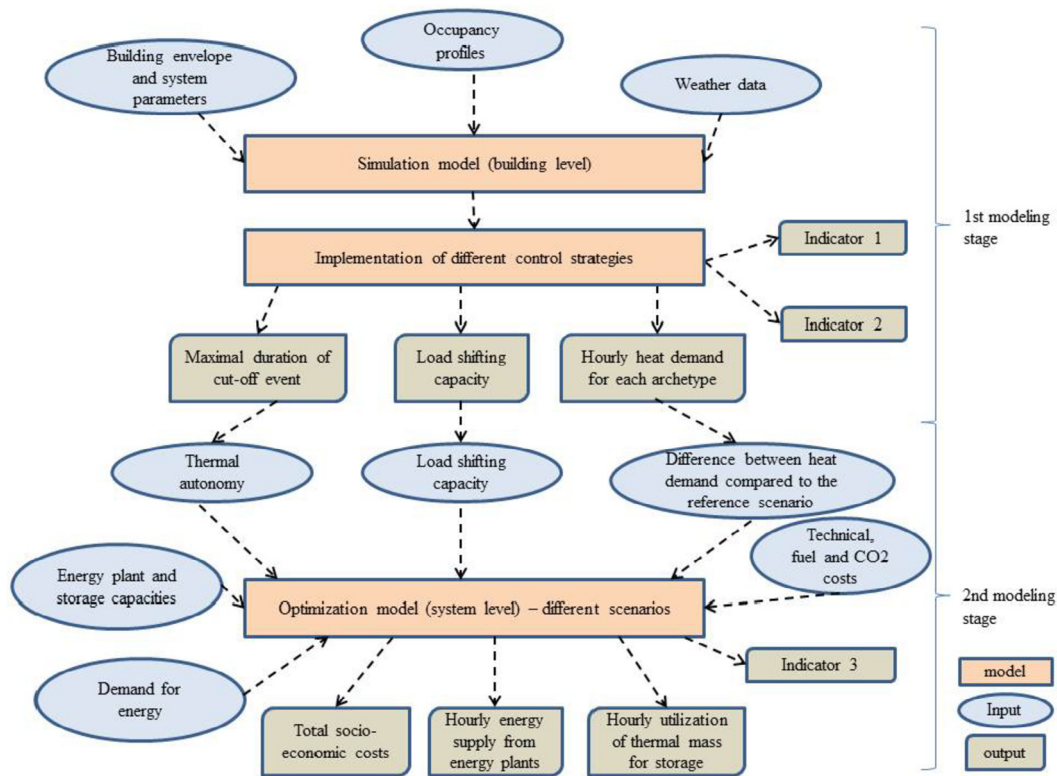 Occupancy
profiles
Building envelope
and system
parameters
Weather data
Simulation model (building level)
1st modeling
stage
Indicator 1
Implementation of different control strategies
Indicator 2
Maximal duration of
cut-off event
Load shifting
capacity
Hourly heat demand
for each archetype
Thermal
autonomy
Load shifting
capacity
Difference between heat
demand compared to the
reference scenario
Technical,
fuel and CO2
costs
Energy plant and
storage capacities
Optimization model (system level) – different scenarios
2nd modeling
stage
Indicator 3
Demand for
energy
Total socio-
economic costs
Hourly energy
supply from
energy plants
Hourly utilization
of thermal mass
for storage
model
Input
output